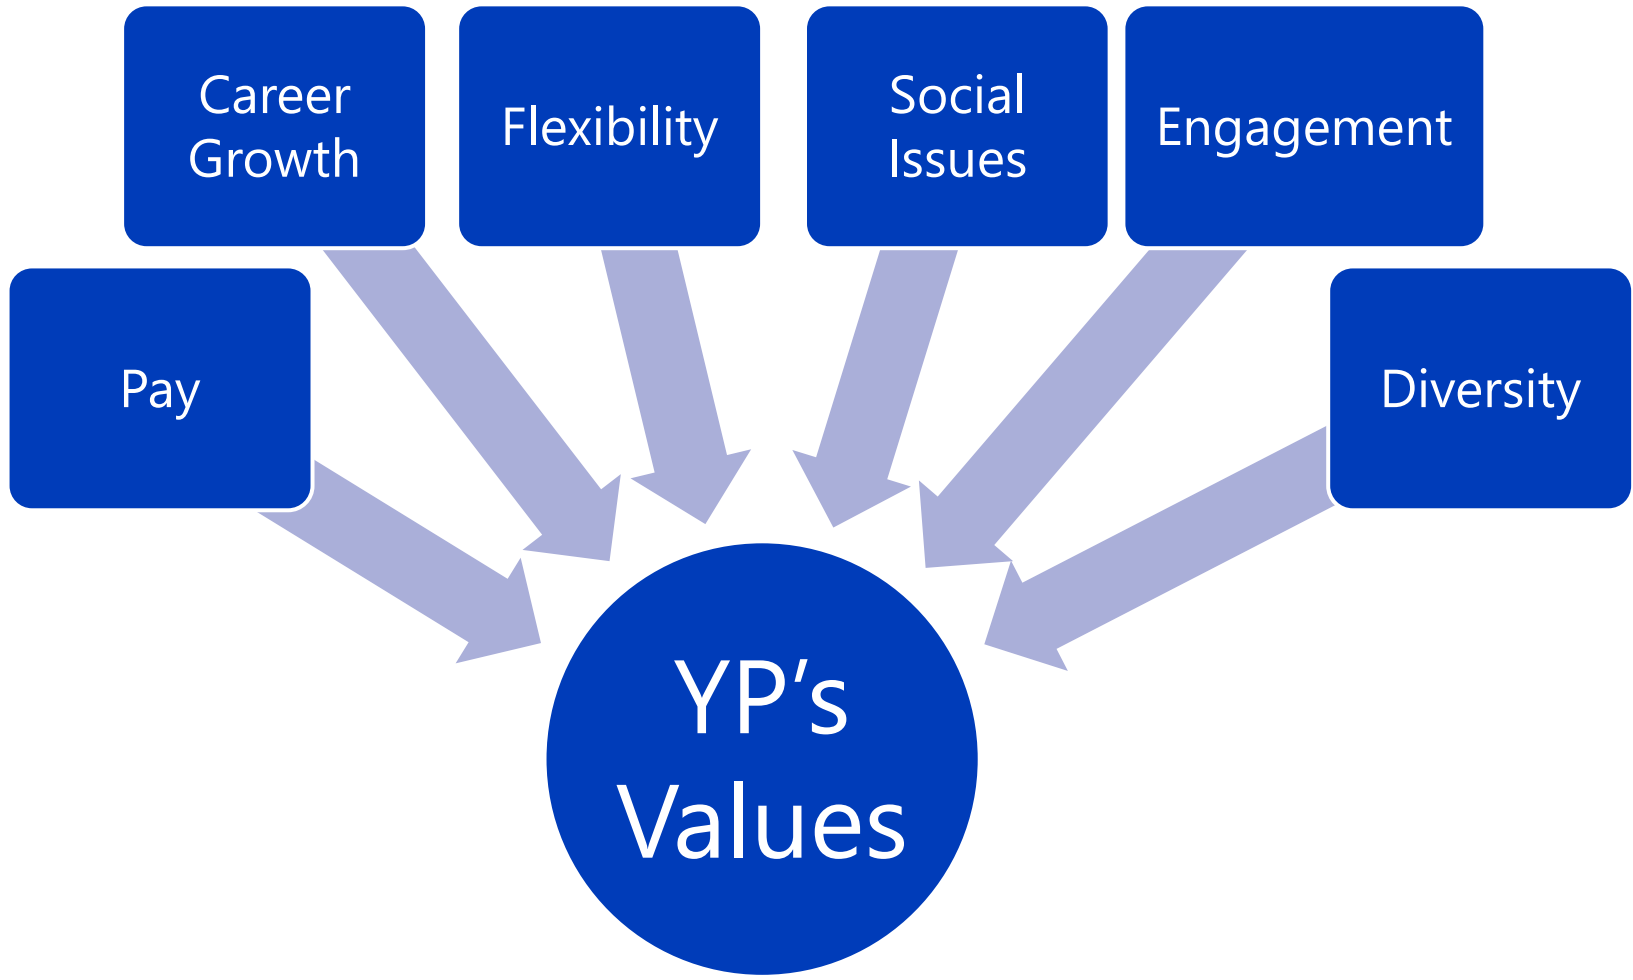 Career
Growth
Flexibility
Social
Issues
Engagement
Pay
Diversity
YP’s
Values